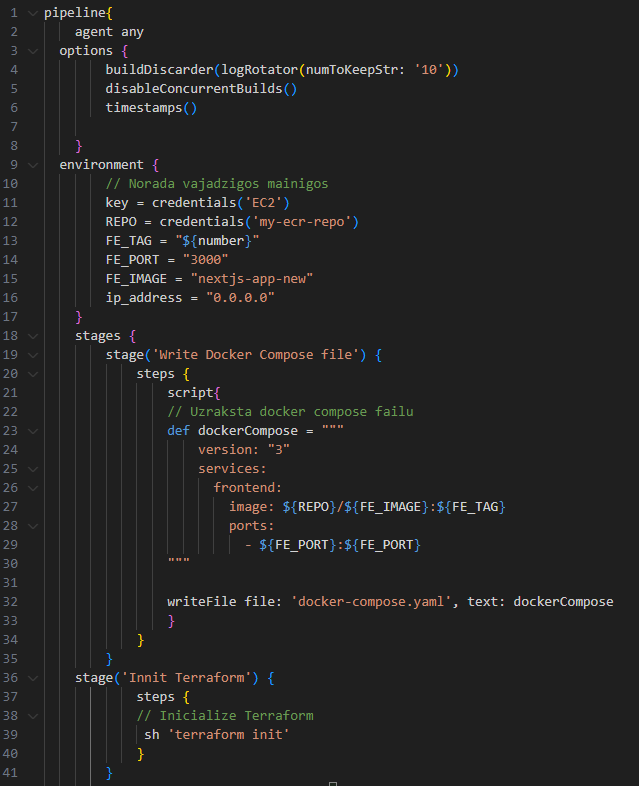 1 pipeline{
2 agent any
3 options {
4 buildDiscarder(logRotator(numToKeepStr: '10'))
5 disableConcurrentBuilds()
6 timestamps()
7
8 }
9 environment {
10 // Norada vajadzigos mainigos
11 key = credentials('EC2')
12 REPO = credentials('my-ecr-repo')
13 FE_TAG = "${number}"
14 FE_PORT = "3000"
15 FE_IMAGE = "nextjs-app-new"
16 ip_address = "0.0.0.0"
17 }
18 stages {
19 stage('Write Docker Compose file') {
20 steps {
21 script{
22 // Uzraksta docker compose failu
23 def dockerCompose = """
24 version: "3"
25 services:
26 frontend:
27 image: ${REPO}/${FE_IMAGE}:${FE_TAG}
28 ports:
29 - ${FE_PORT}:${FE_PORT}
30 """
31
32 writeFile file: 'docker-compose.yaml', text: dockerCompose
33 }
34 }
35 }
36 stage('Innit Terraform') {
37 steps {
38 // Inicialize Terraform
39 sh 'terraform init'
40 }
41 }